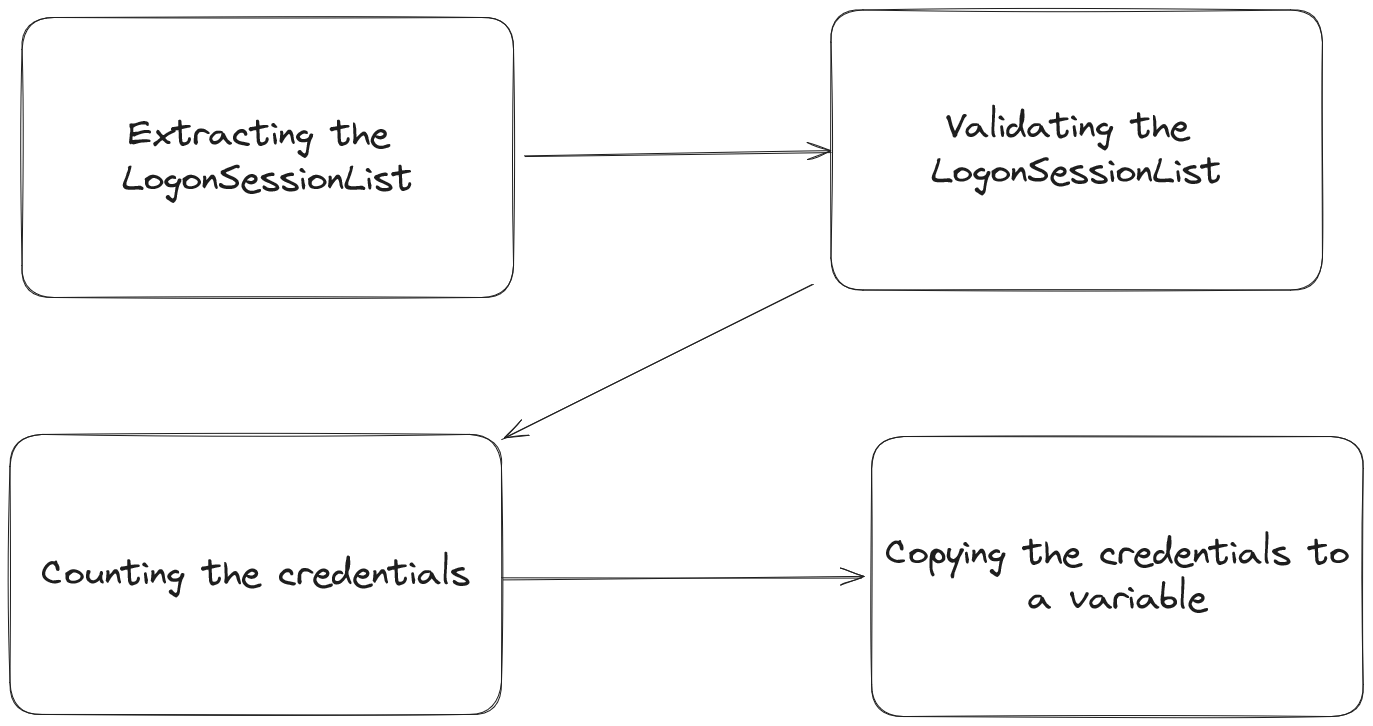 Extracting the
LogonSessionList
Validating the
LogonSessionList
Counting the credentials
Copying the credentials to
a variable